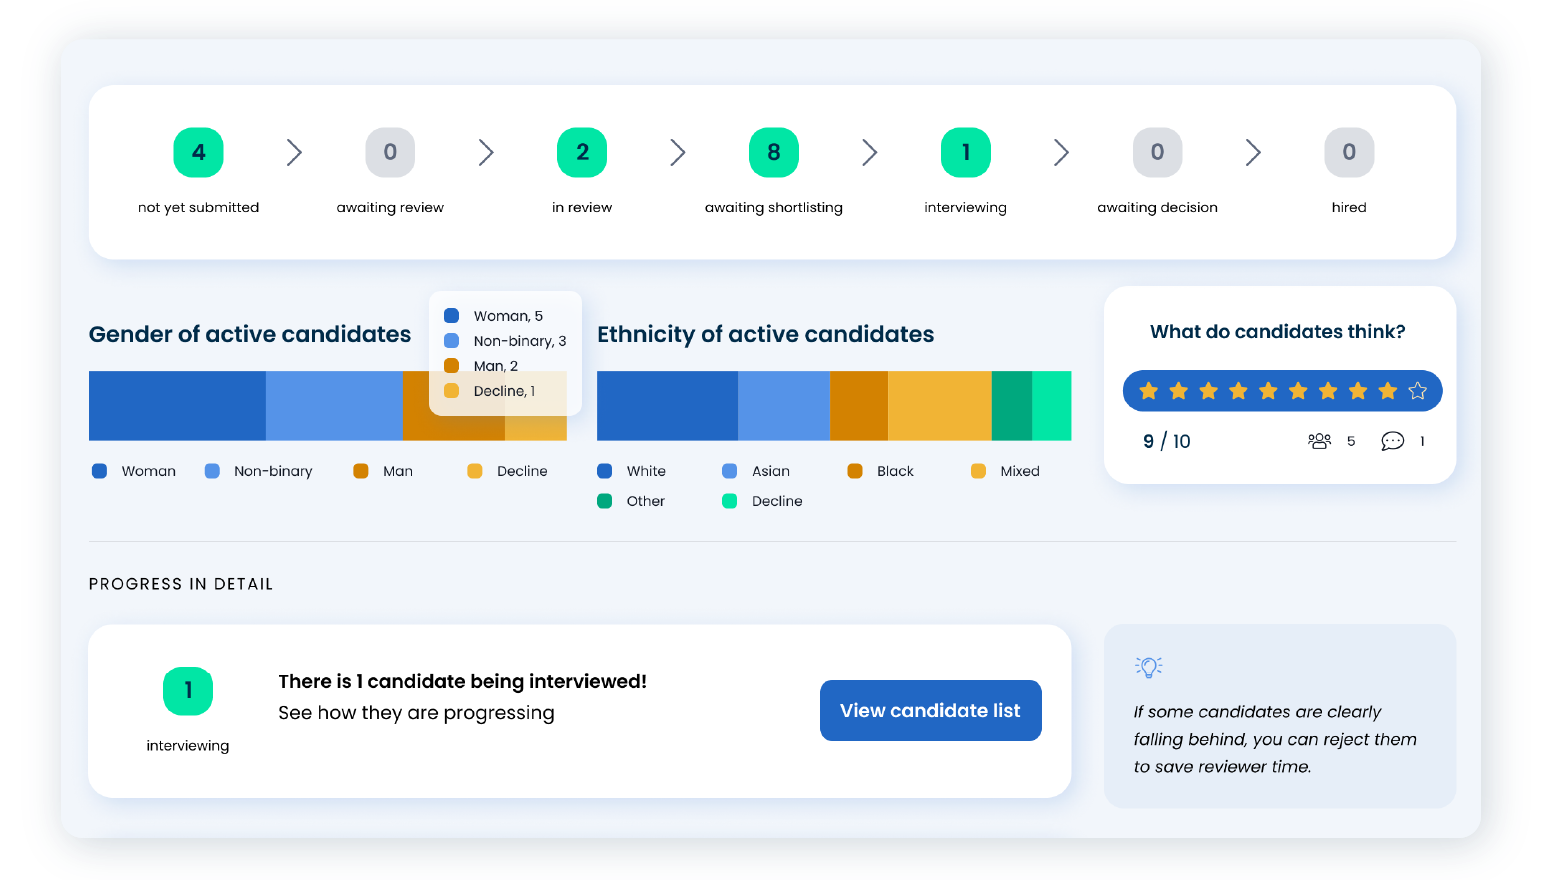 4
0
2
8
1
0
0
not yet submitted
awaiting review
in review
awaiting shortlisting
interviewing
awaiting decision
hired
Gender of active candidates
Woman, 5
Non-binary, 3
Man, 2
Decline, 1
Woman
Non-binary
Man
Decline
Ethnicity of active candidates
White
Asian
Black
Mixed
Other
Decline
What do candidates think?
9 / 10
5
1
PROGRESS IN DETAIL
1
interviewing
There is 1 candidate being interviewed!
See how they are progressing
View candidate list
If some candidates are clearly
falling behind, you can reject them
to save reviewer time.